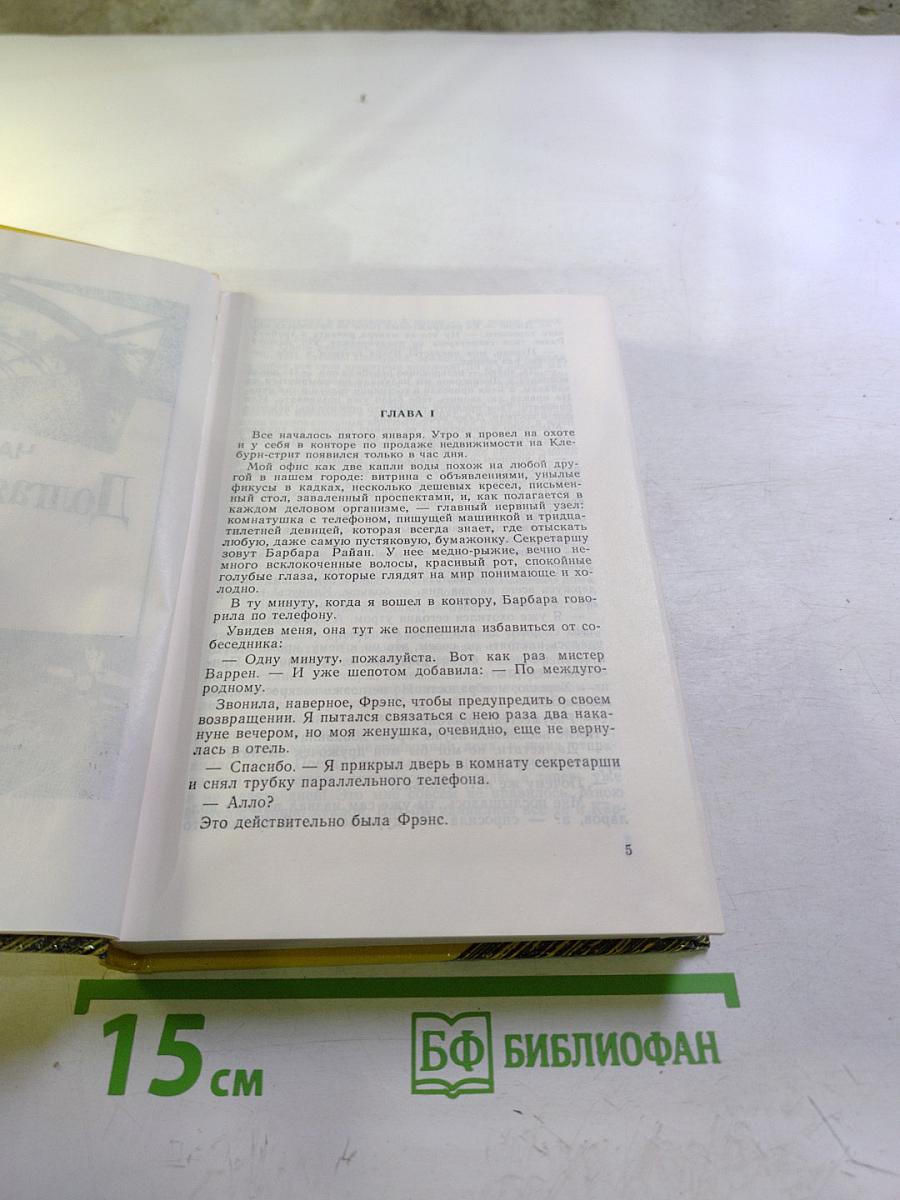 ГЛАВА I
Все началось пятого января. Утро я провел на охоте
и у себя в конторе по продаже недвижимости на Кле-
бурн-стрит появился только в час дня.
Мой офис как две капли воды похож на любой дру-
гой в нашем городе: витрина с объявлениями, унылые
фикусы в кадках, несколько дешевых кресел, письмен-
ный стол, заваленный проспектами, и, как полагается в
каждом деловом организме, — главный нервный узел:
комнатушка с телефоном, пишущей машинкой и тридца-
тилетней девицей, которая всегда знает, где отыскать
любую, даже самую пустяковую, бумажонку. Секретаршу
зовут Барбара Райан. У нее медно-рыжие, вечно не-
много всклокоченные волосы, красивый рот, спокойные
голубые глаза, которые глядят на мир понимающе и хо-
лодно.
В ту минуту, когда я вошел в контору, Барбара гово-
рила по телефону.
Увидев меня, она тут же поспешила избавиться от со-
беседника:
— Одну минуту, пожалуйста. Вот как раз мистер
Варрен. — И уже шепотом добавила: — По междуго-
родному.
Звонила, наверное, Фрэнс, чтобы предупредить о своем
возвращении. Я пытался связаться с нею раза два нака-
нуне вечером, но моя женушка, очевидно, еще не верну-
лась в отель.
— Спасибо. — Я прикрыл дверь в комнату секретарши
и снял трубку параллельного телефона.
— Алло?
Это действительно была Фрэнс.
5
15 см
БФ БИБЛИОФАН